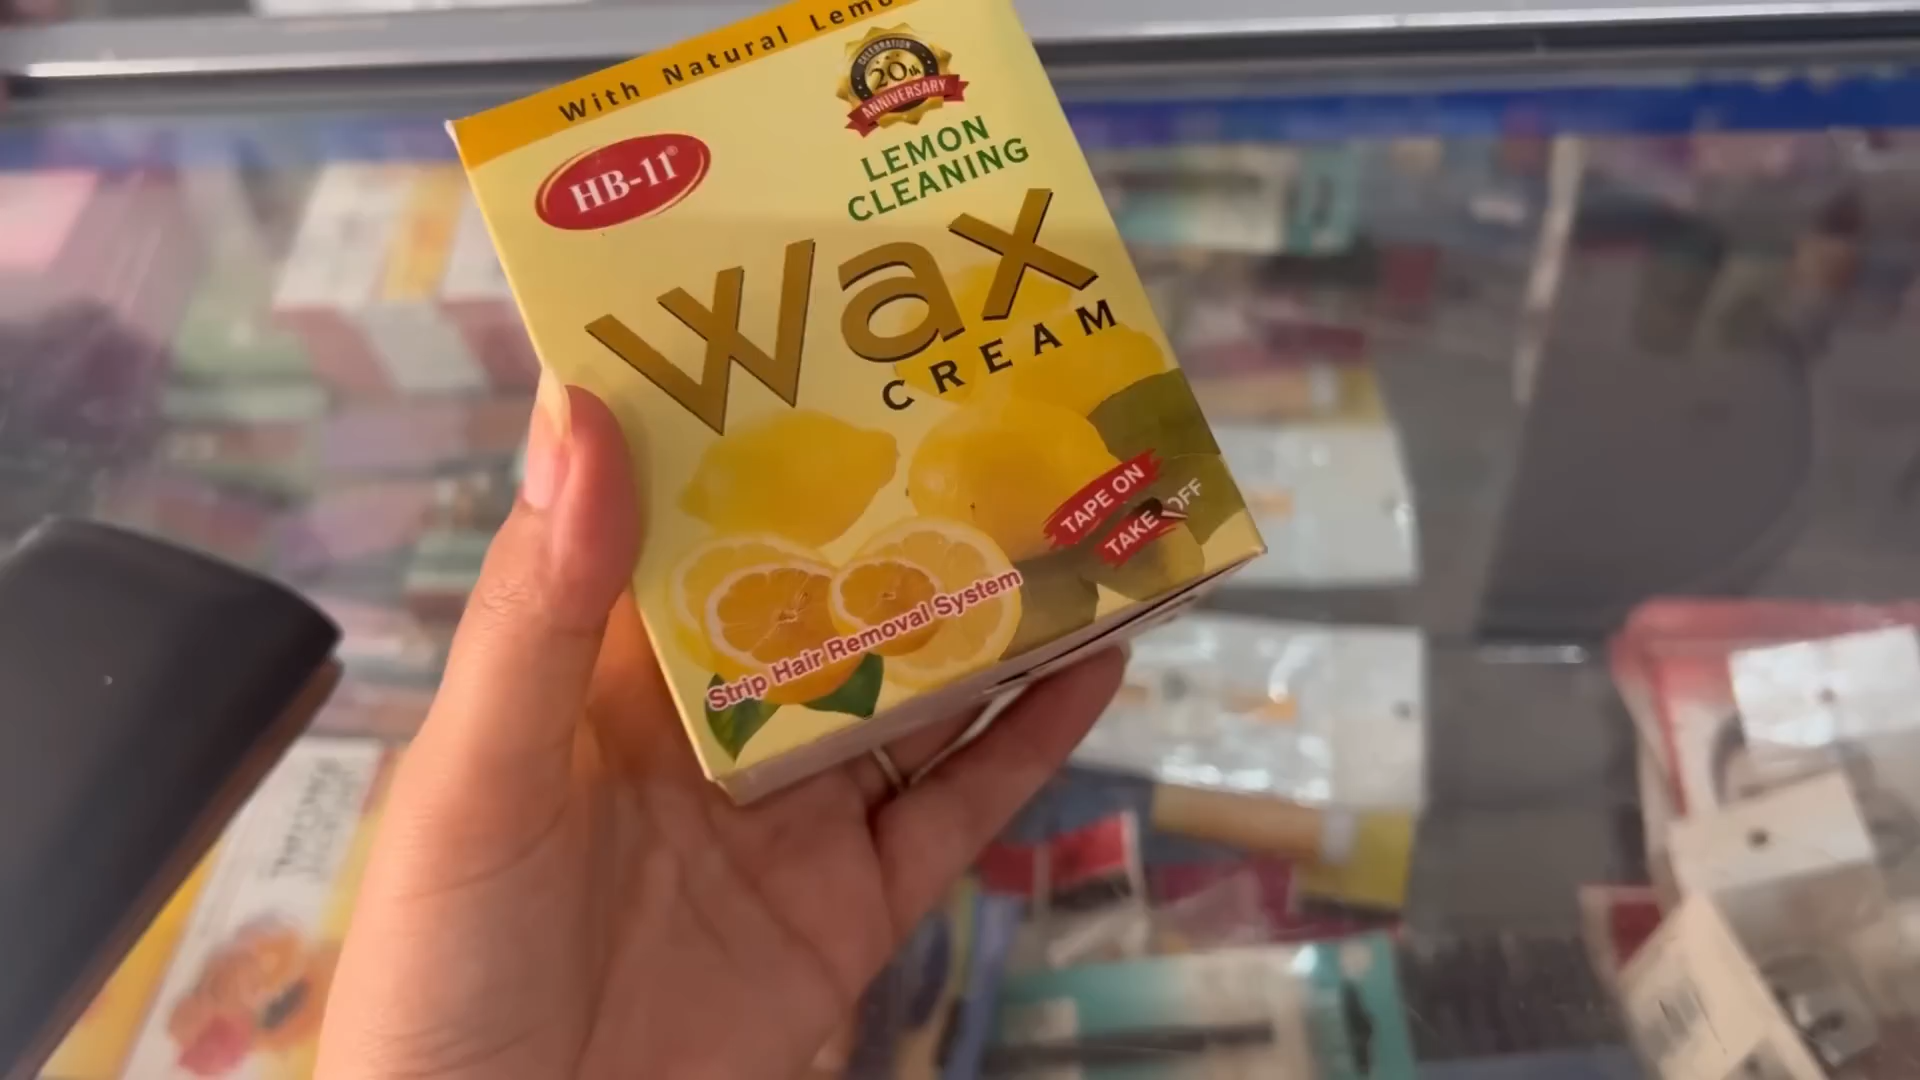 With Natural Lemo
CELEBRATION
20th
ANNIVERSARY
HB-11®
LEMON
CLEANING
Wax
CREAM
TAPE ON
TAKE OFF
Strip Hair Removal System